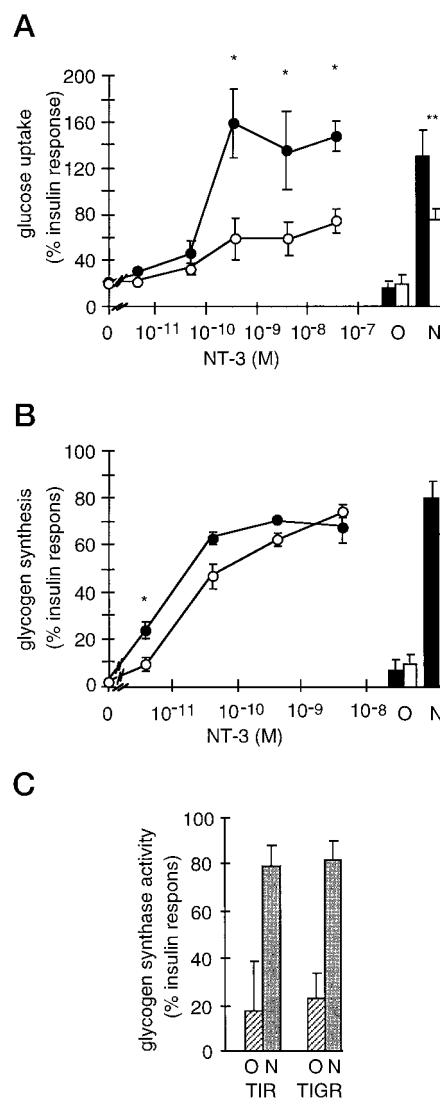 A
glucose uptake
(% insulin response)
200
160
120
80
40
0
* * * **
0 10-11 10-10 10-9 10-8 10-7 O N
NT-3 (M)
B
glycogen synthesis
(% insulin respons)
100
80
60
40
20
0
*
0 10-11 10-10 10-9 10-8 O N
NT-3 (M)
C
glycogen synthase activity
(% insulin respons)
100
80
60
40
20
0
O N O N
TIR TIGR